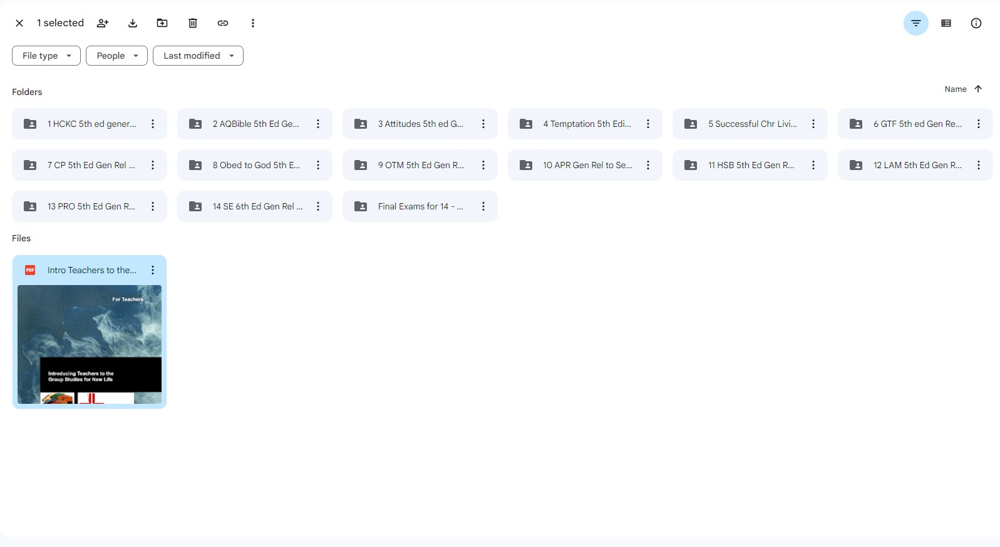 1 selected
File type
People
Last modified
Folders
Name
1 HCKC 5th ed gener...
2 AQBible 5th Ed Ge...
3 Attitudes 5th ed G...
4 Temptation 5th Edi...
5 Successful Chr Livi...
6 GTF 5th ed Gen Re...
7 CP 5th Ed Gen Rel ...
8 Obed to God 5th E...
9 OTM 5th Ed Gen R...
10 APR Gen Rel to Se...
11 HSB 5th Ed Gen R...
12 LAM 5th Ed Gen R...
13 PRO 5th Ed Gen R...
14 SE 6th Ed Gen Rel ...
Final Exams for 14 - ...
Files
PDF
Intro Teachers to the...
For Teachers
Introducing Teachers to the
Group Studies for New Life